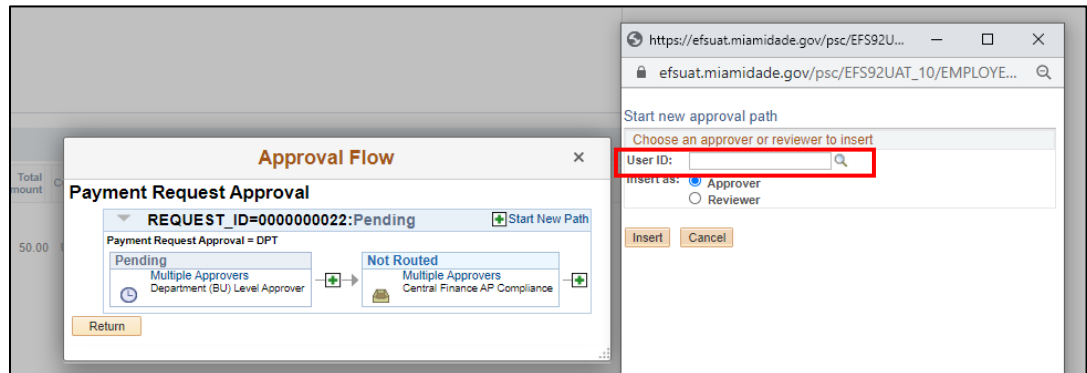 Total
mount
C
50.00
Approval Flow
×
Payment Request Approval
REQUEST_ID=0000000022:Pending
Start New Path
Payment Request Approval = DPT
Pending
Multiple Approvers
Department (BU) Level Approver
Not Routed
Multiple Approvers
Central Finance AP Compliance
Return
https://efsuat.miamidade.gov/psc/EFS92U...
efsuat.miamidade.gov/psc/EFS92UAT_10/EMPLOYE...
Start new approval path
Choose an approver or reviewer to insert
User ID:
Insert as:
Approver
Reviewer
Insert
Cancel